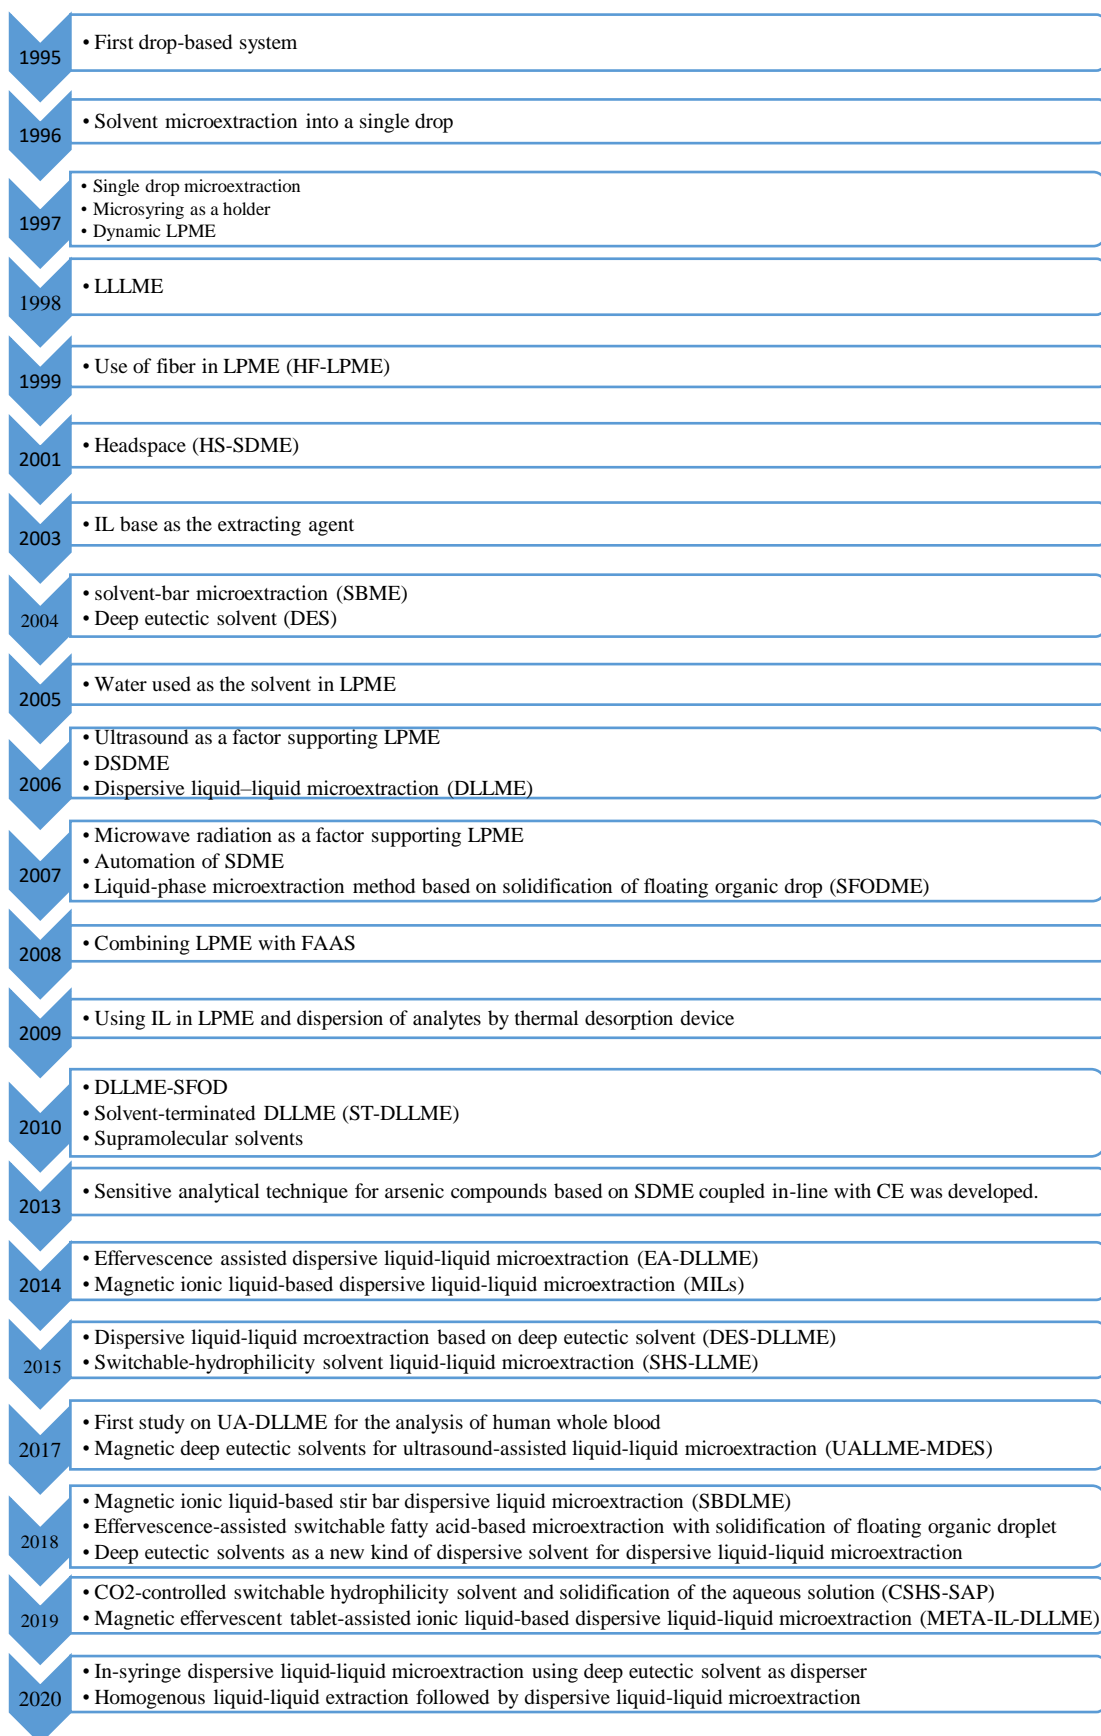 1995
• First drop-based system
1996
• Solvent microextraction into a single drop
1997
• Single drop microextraction
• Microsyring as a holder
• Dynamic LPME
1998
• LLLME
1999
• Use of fiber in LPME (HF-LPME)
2001
• Headspace (HS-SDME)
2003
• IL base as the extracting agent
2004
• solvent-bar microextraction (SBME)
• Deep eutectic solvent (DES)
2005
• Water used as the solvent in LPME
2006
• Ultrasound as a factor supporting LPME
• DSDME
• Dispersive liquid–liquid microextraction (DLLME)
2007
• Microwave radiation as a factor supporting LPME
• Automation of SDME
• Liquid-phase microextraction method based on solidification of floating organic drop (SFODME)
2008
• Combining LPME with FAAS
2009
• Using IL in LPME and dispersion of analytes by thermal desorption device
2010
• DLLME-SFOD
• Solvent-terminated DLLME (ST-DLLME)
• Supramolecular solvents
2013
• Sensitive analytical technique for arsenic compounds based on SDME coupled in-line with CE was developed.
2014
• Effervescence assisted dispersive liquid-liquid microextraction (EA-DLLME)
• Magnetic ionic liquid-based dispersive liquid-liquid microextraction (MILs)
2015
• Dispersive liquid-liquid mcroextraction based on deep eutectic solvent (DES-DLLME)
• Switchable-hydrophilicity solvent liquid-liquid microextraction (SHS-LLME)
2017
• First study on UA-DLLME for the analysis of human whole blood
• Magnetic deep eutectic solvents for ultrasound-assisted liquid-liquid microextraction (UALLME-MDES)
2018
• Magnetic ionic liquid-based stir bar dispersive liquid microextraction (SBDLME)
• Effervescence-assisted switchable fatty acid-based microextraction with solidification of floating organic droplet
• Deep eutectic solvents as a new kind of dispersive solvent for dispersive liquid-liquid microextraction
2019
• CO2-controlled switchable hydrophilicity solvent and solidification of the aqueous solution (CSHS-SAP)
• Magnetic effervescent tablet-assisted ionic liquid-based dispersive liquid-liquid microextraction (META-IL-DLLME)
2020
• In-syringe dispersive liquid-liquid microextraction using deep eutectic solvent as disperser
• Homogenous liquid-liquid extraction followed by dispersive liquid-liquid microextraction